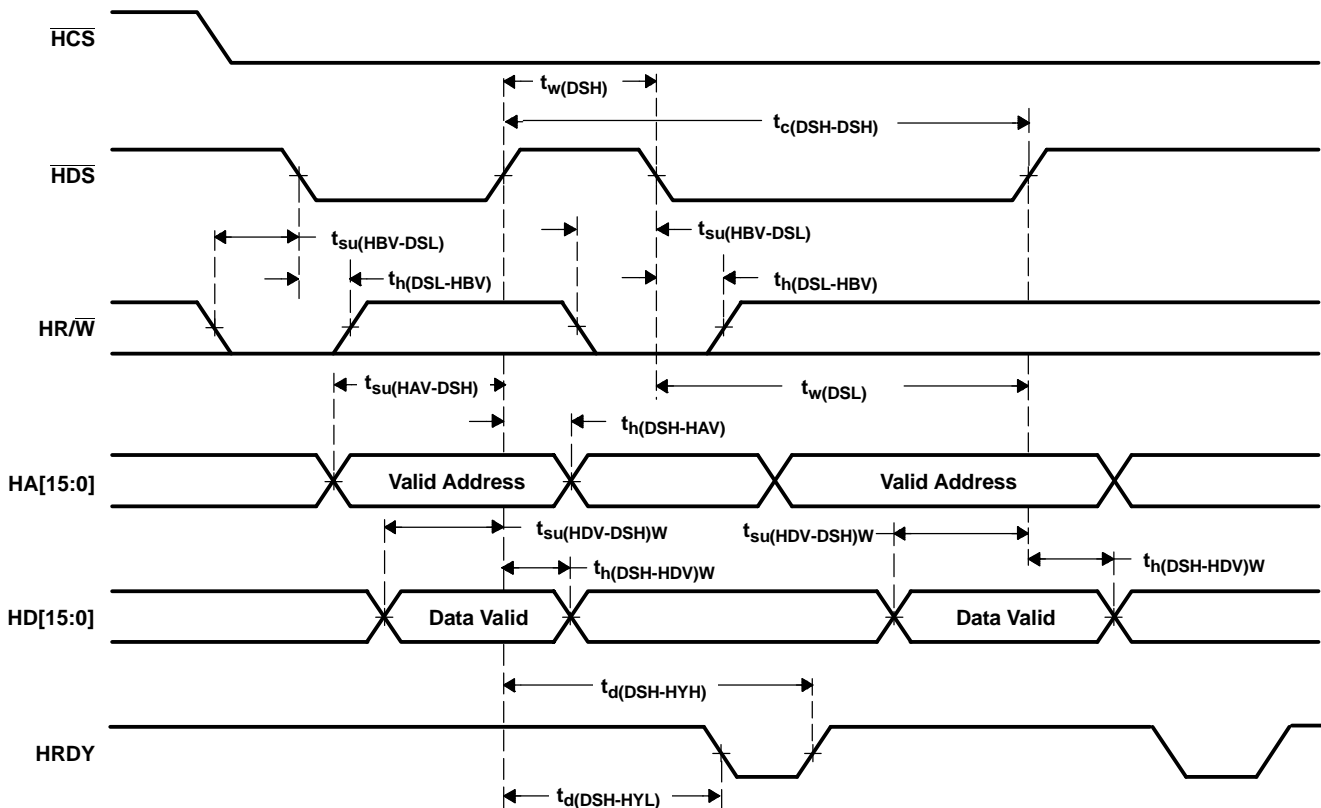 HCS
tw(DSH)
tc(DSH-DSH)
HDS
tsu(HBV-DSL)
tsu(HBV-DSL)
th(DSL-HBV)
th(DSL-HBV)
HR/W
tsu(HAV-DSH)
tw(DSL)
th(DSH-HAV)
HA[15:0]
Valid Address
Valid Address
tsu(HDV-DSH)W
tsu(HDV-DSH)W
th(DSH-HDV)W
th(DSH-HDV)W
HD[15:0]
Data Valid
Data Valid
td(DSH-HYH)
HRDY
td(DSH-HYL)